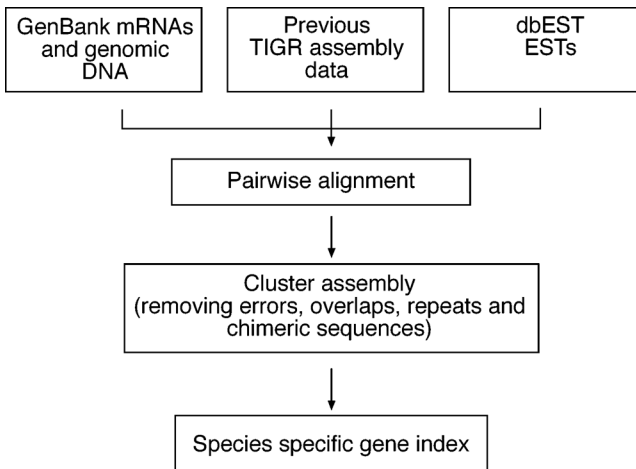 GenBank mRNAs
and genomic
DNA
Previous
TIGR assembly
data
dbEST
ESTs
Pairwise alignment
Cluster assembly
(removing errors, overlaps, repeats and
chimeric sequences)
Species specific gene index